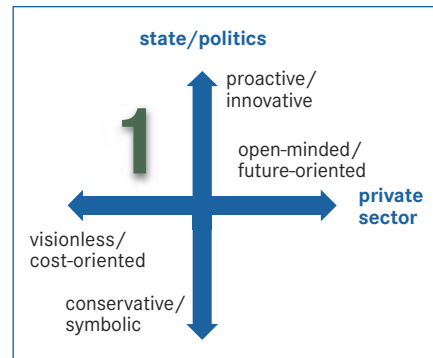 state/politics
proactive/
innovative
1
open-minded/
future-oriented
private
sector
visionless/
cost-oriented
conservative/
symbolic